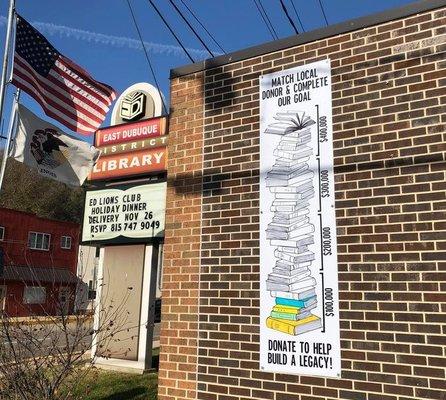 EAST DUBUQUE
DISTRICT
LIBRARY
ED LIONS CLUB
HOLIDAY DINNER
DELIVERY NOV 26
RSVP 815 747 9049
MATCH LOCAL
DONOR & COMPLETE
OUR GOAL
$400,000
$300,000
$200,000
$100,000
DONATE TO HELP
BUILD A LEGACY!